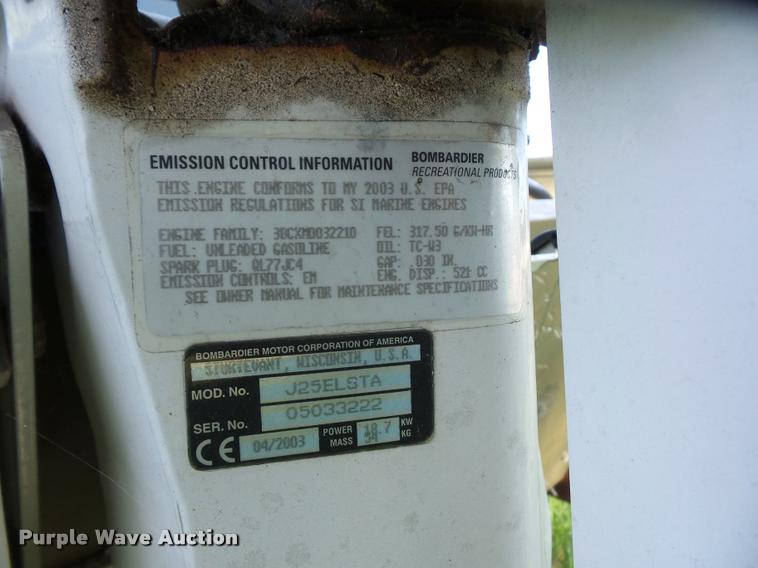 EMISSION CONTROL INFORMATION BOMBARDIER
RECREATIONAL PRODUCTS
THIS ENGINE CONFORMS TO MY 2003 U.S. EPA
EMISSION REGULATIONS FOR SI MARINE ENGINES
ENGINE FAMILY: 3BCXM0032210 FEL: 317.50 G/KW-HR
FUEL: UNLEADED GASOLINE OIL: TC-W3
SPARK PLUG: QL77JC4 GAP: .030 IN.
EMISSION CONTROLS: EM ENG. DISP.: 521 CC
SEE OWNER MANUAL FOR MAINTENANCE SPECIFICATIONS
BOMBARDIER MOTOR CORPORATION OF AMERICA
STURTEVANT, WISCONSIN, U.S.A.
MOD. No. J25ELSTA
SER. No. 05033222
CE 04/2003 POWER 18.7 KW
MASS 54 KG
Purple Wave Auction®